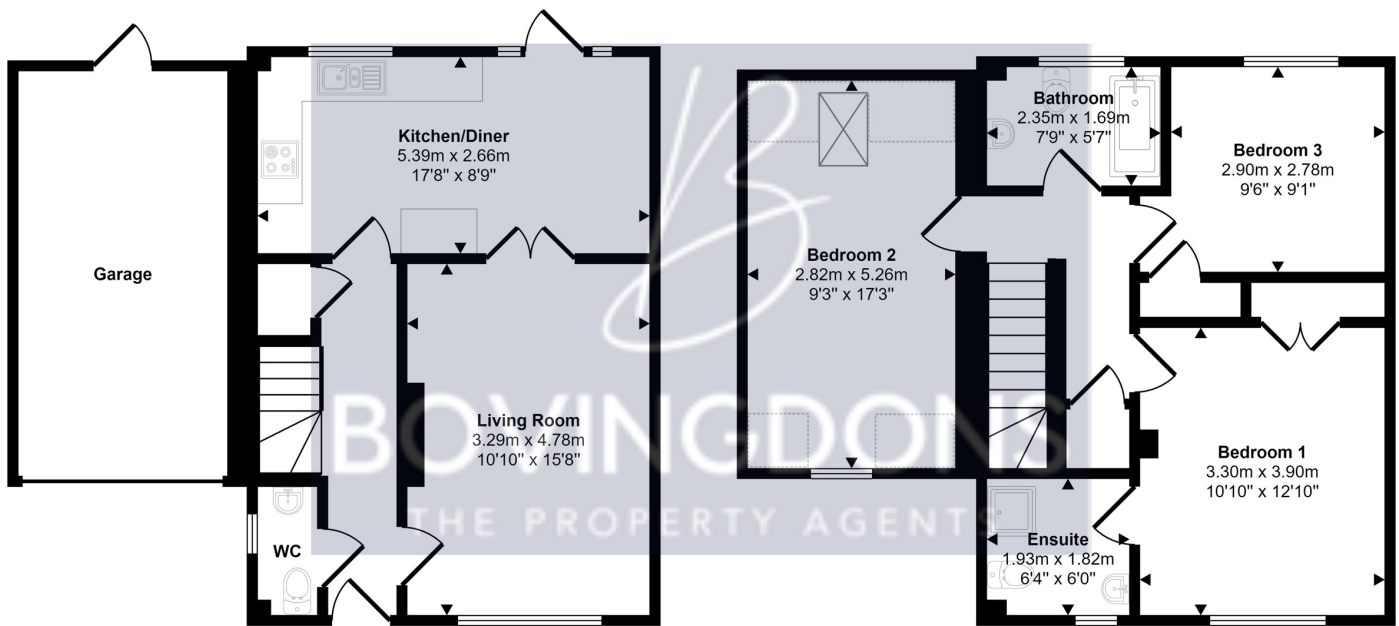 Garage
Kitchen/Diner
5.39m x 2.66m
17'8" x 8'9"
Living Room
3.29m x 4.78m
10'10" x 15'8"
WC
Bedroom 2
2.82m x 5.26m
9'3" x 17'3"
Bathroom
2.35m x 1.69m
7'9" x 5'7"
Bedroom 3
2.90m x 2.78m
9'6" x 9'1"
Bedroom 1
3.30m x 3.90m
10'10" x 12'10"
Ensuite
1.93m x 1.82m
6'4" x 6'0"
B
BOVINGDONS
THE PROPERTY AGENTS